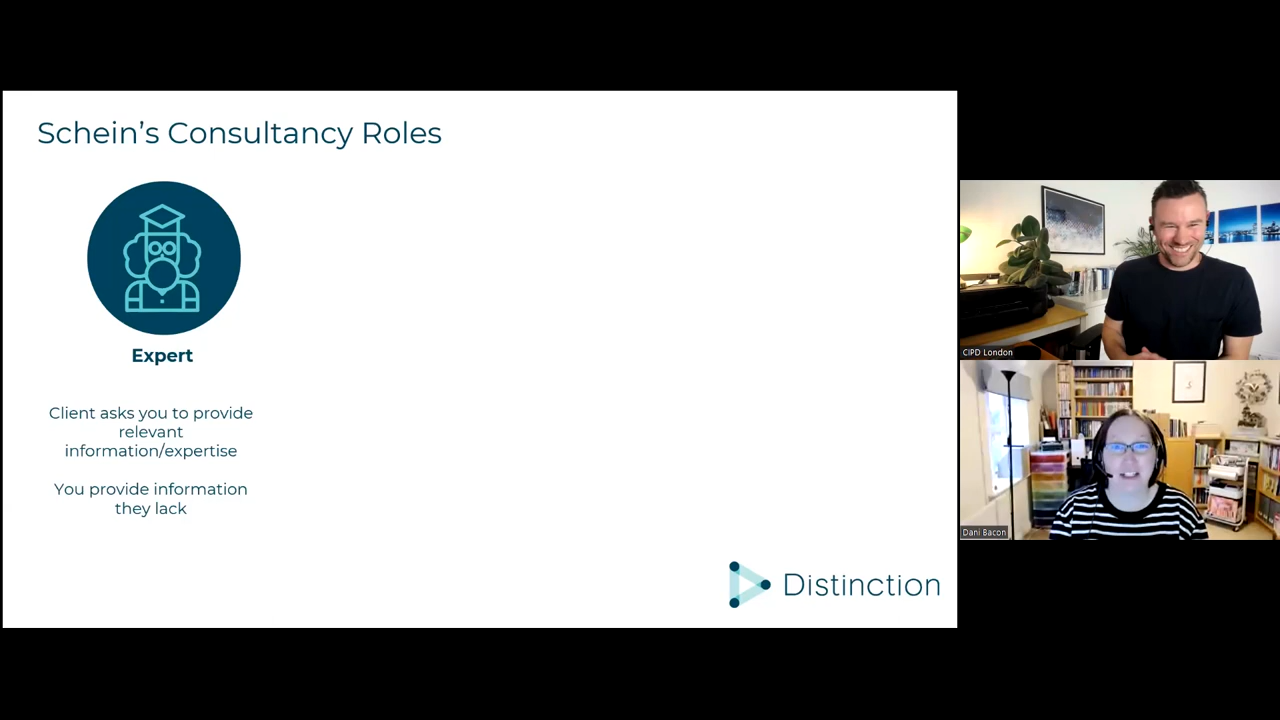 Schein’s Consultancy Roles
Expert
Client asks you to provide
relevant
information/expertise
You provide information
they lack
Distinction
CIPD London
Dani Bacon